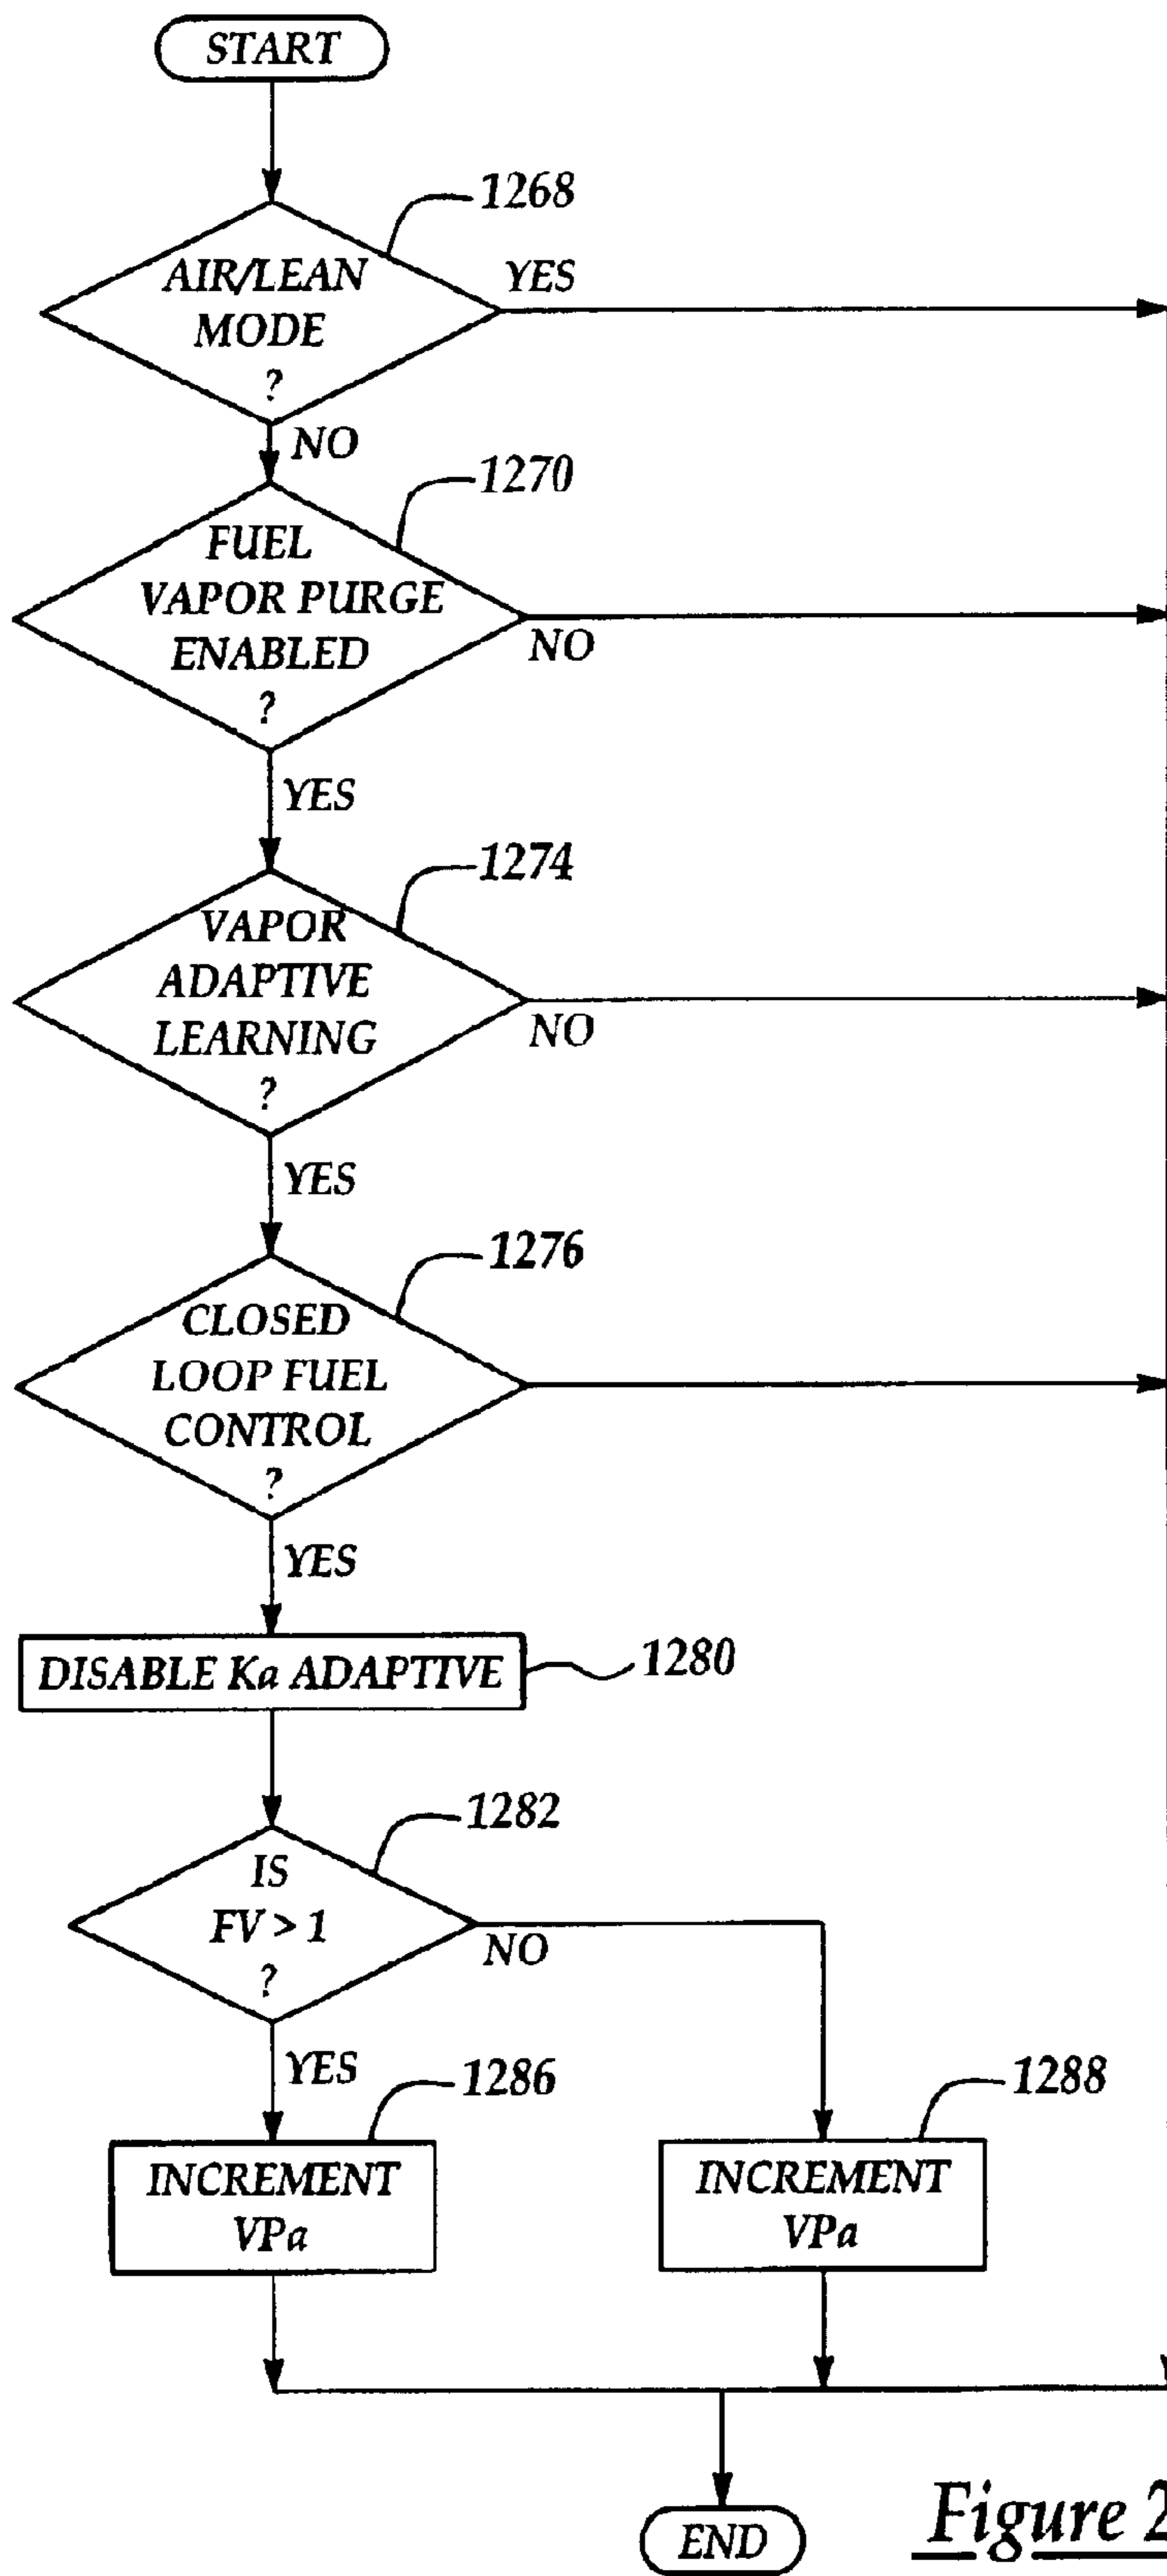 START
1268
AIR/LEAN
MODE
?
YES
NO
1270
FUEL
VAPOR PURGE
ENABLED
?
NO
YES
1274
VAPOR
ADAPTIVE
LEARNING
?
NO
YES
1276
CLOSED
LOOP FUEL
CONTROL
?
YES
DISABLE Ka ADAPTIVE
1280
1282
IS
FV > 1
?
NO
YES
1286
1288
INCREMENT
VPa
INCREMENT
VPa
END
Figure 2